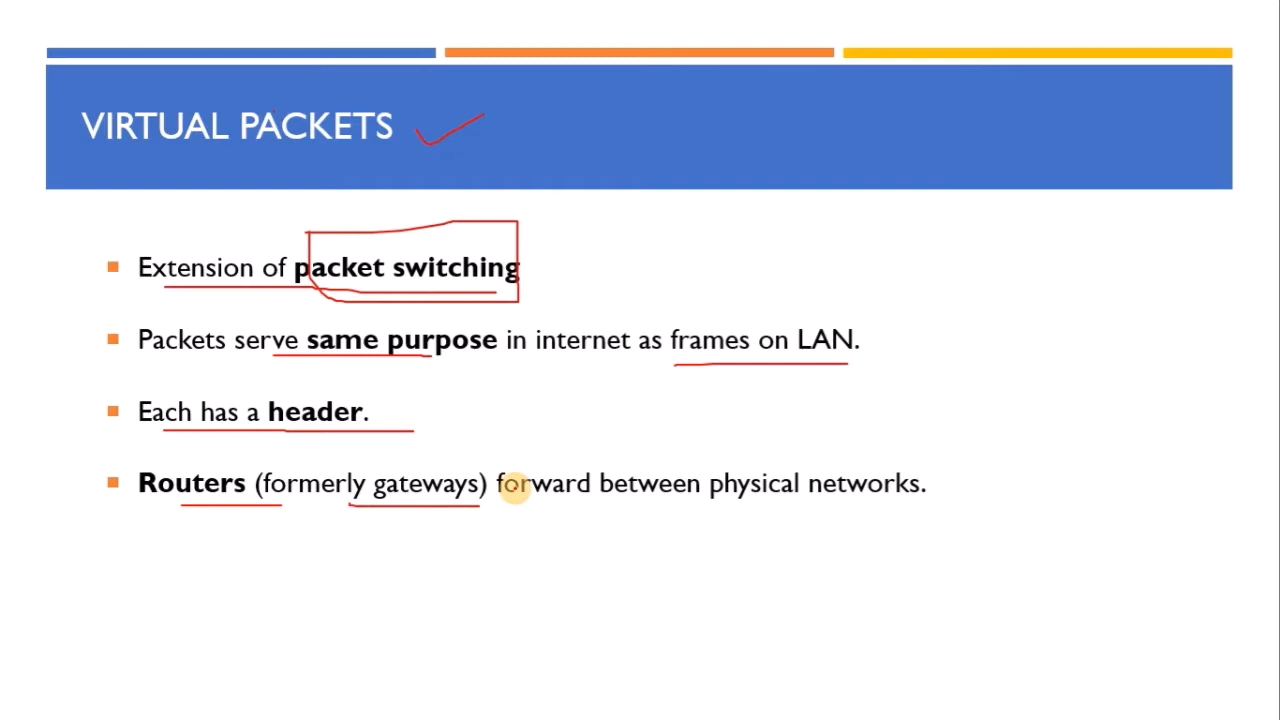 VIRTUAL PACKETS
Extension of packet switching
Packets serve same purpose in internet as frames on LAN.
Each has a header.
Routers (formerly gateways) forward between physical networks.